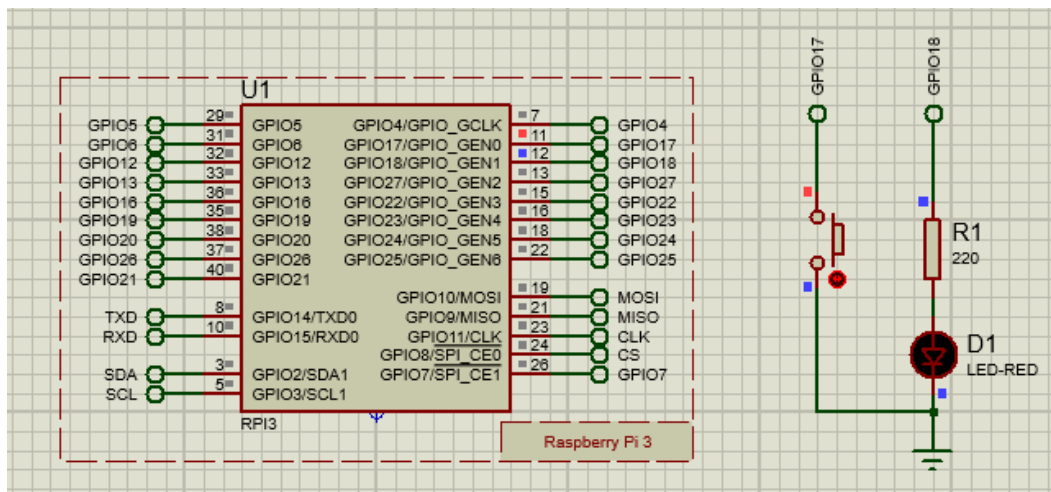 GPIO17
GPIO18
U1
GPIO5 29 GPIO5 GPIO4/GPIO_GCLK 7 GPIO4
GPIO6 31 GPIO6 GPIO17/GPIO_GEN0 11 GPIO17
GPIO12 32 GPIO12 GPIO18/GPIO_GEN1 12 GPIO18
GPIO13 33 GPIO13 GPIO27/GPIO_GEN2 13 GPIO27
GPIO16 36 GPIO16 GPIO22/GPIO_GEN3 15 GPIO22
GPIO19 35 GPIO19 GPIO23/GPIO_GEN4 16 GPIO23
GPIO20 38 GPIO20 GPIO24/GPIO_GEN5 18 GPIO24
GPIO26 37 GPIO26 GPIO25/GPIO_GEN6 22 GPIO25
GPIO21 40 GPIO21
GPIO10/MOSI 19 MOSI
TXD 8 GPIO14/TXD0 GPIO9/MISO 21 MISO
RXD 10 GPIO15/RXD0 GPIO11/CLK 23 CLK
GPIO8/SPI_CE0 24 CS
SDA 3 GPIO2/SDA1 GPIO7/SPI_CE1 26 GPIO7
SCL 5 GPIO3/SCL1
RPI3
Raspberry Pi 3
R1
220
D1
LED-RED